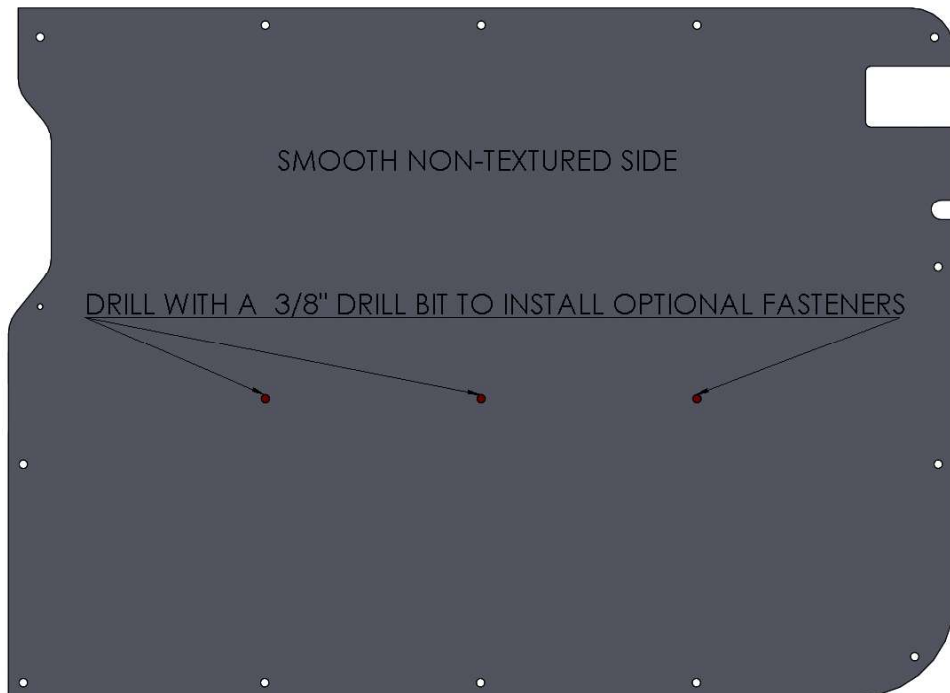 SMOOTH NON-TEXTURED SIDE
DRILL WITH A 3/8" DRILL BIT TO INSTALL OPTIONAL FASTENERS